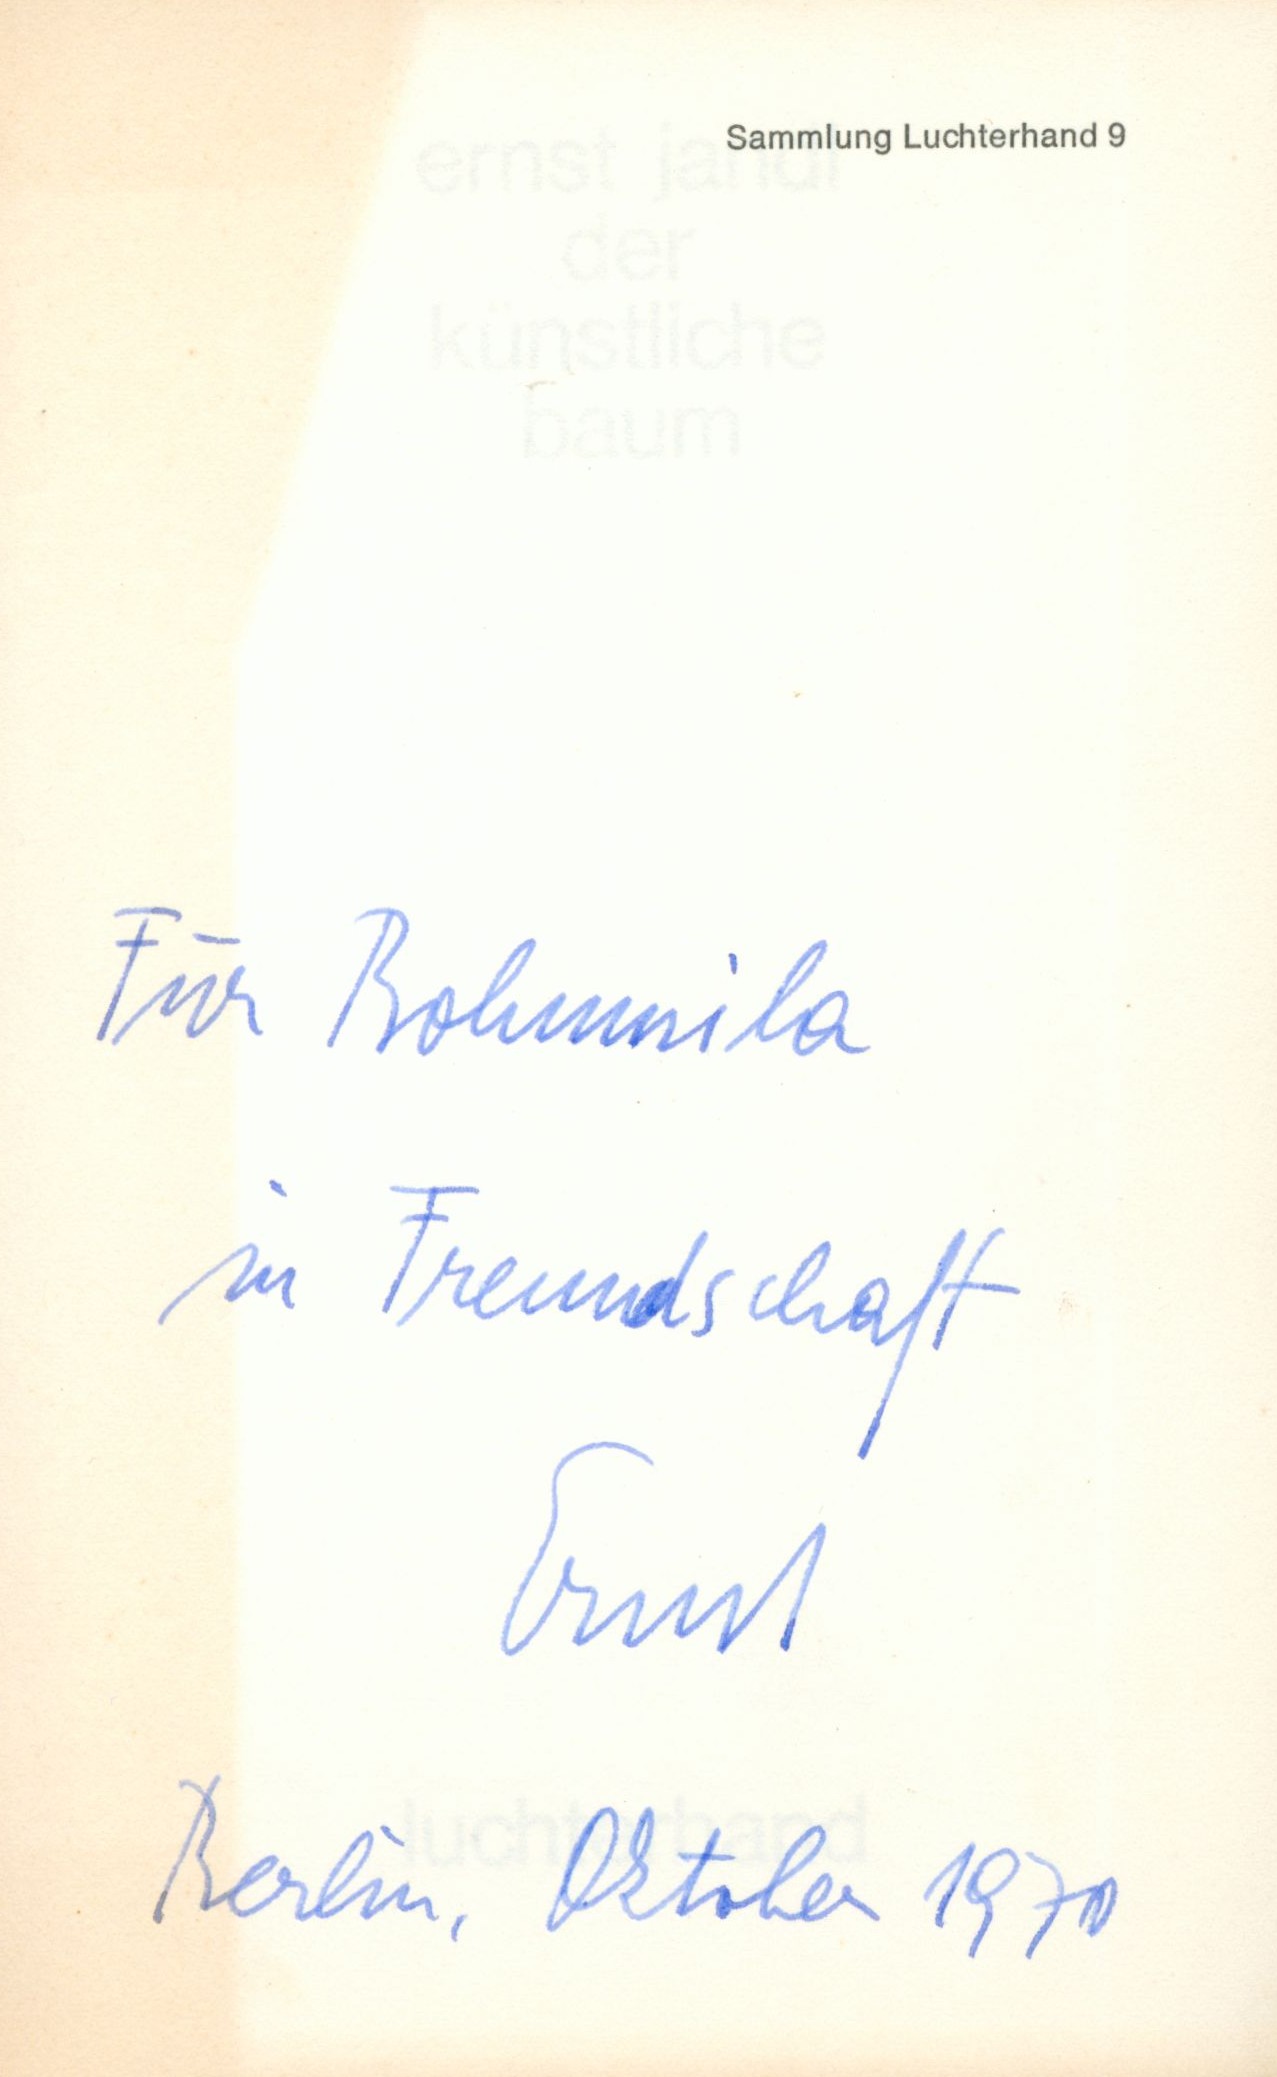 Sammlung Luchterhand 9
ernst jandl
der
künstliche
baum
Für Bohumila
in Freundschaft
Ernst
luchterhand
Berlin, Oktober 1970